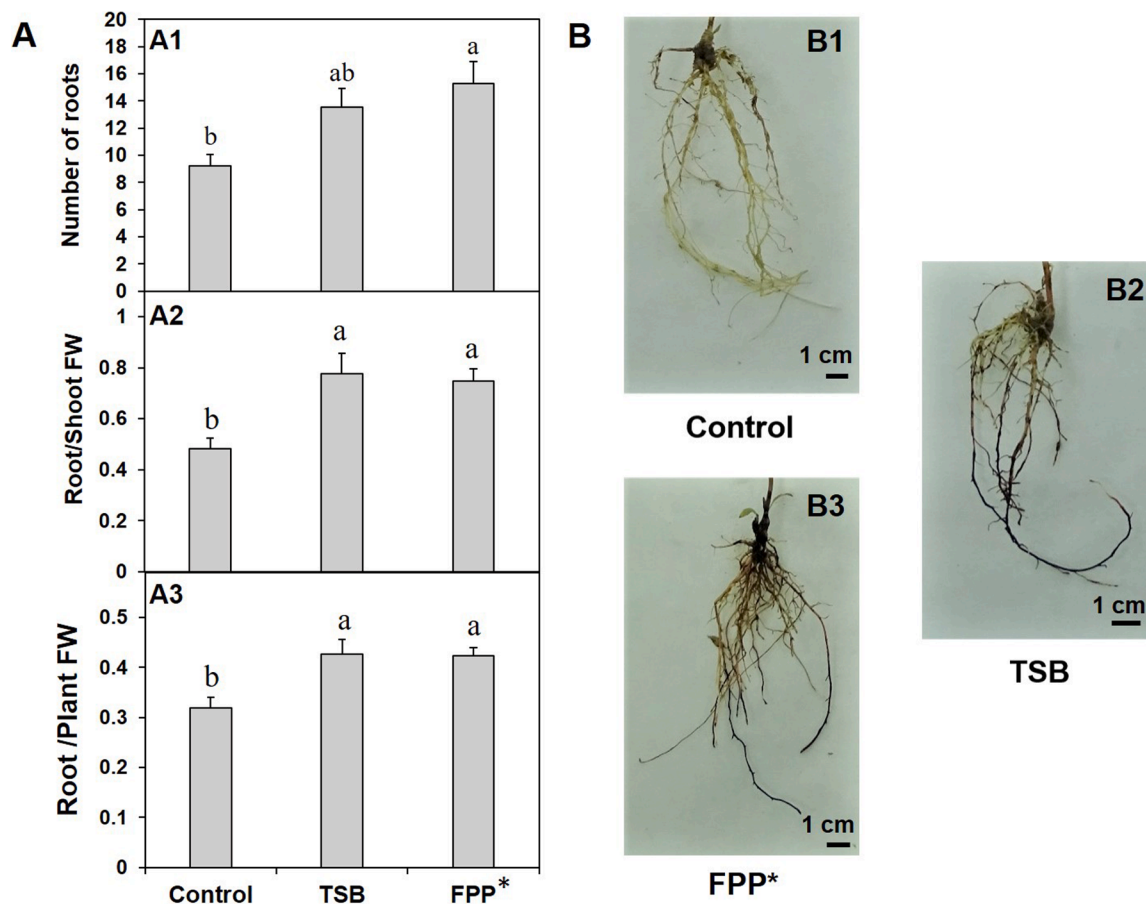 A
A1
Number of roots
20
18
16
14
12
10
8
6
4
2
0
b
ab
a
A2
Root/Shoot FW
1
0.8
0.6
0.4
0.2
0
b
a
a
A3
Root /Plant FW
0.5
0.4
0.3
0.2
0.1
0
b
a
a
Control
TSB
FPP*
B
B1
1 cm
Control
B2
1 cm
TSB
B3
1 cm
FPP*